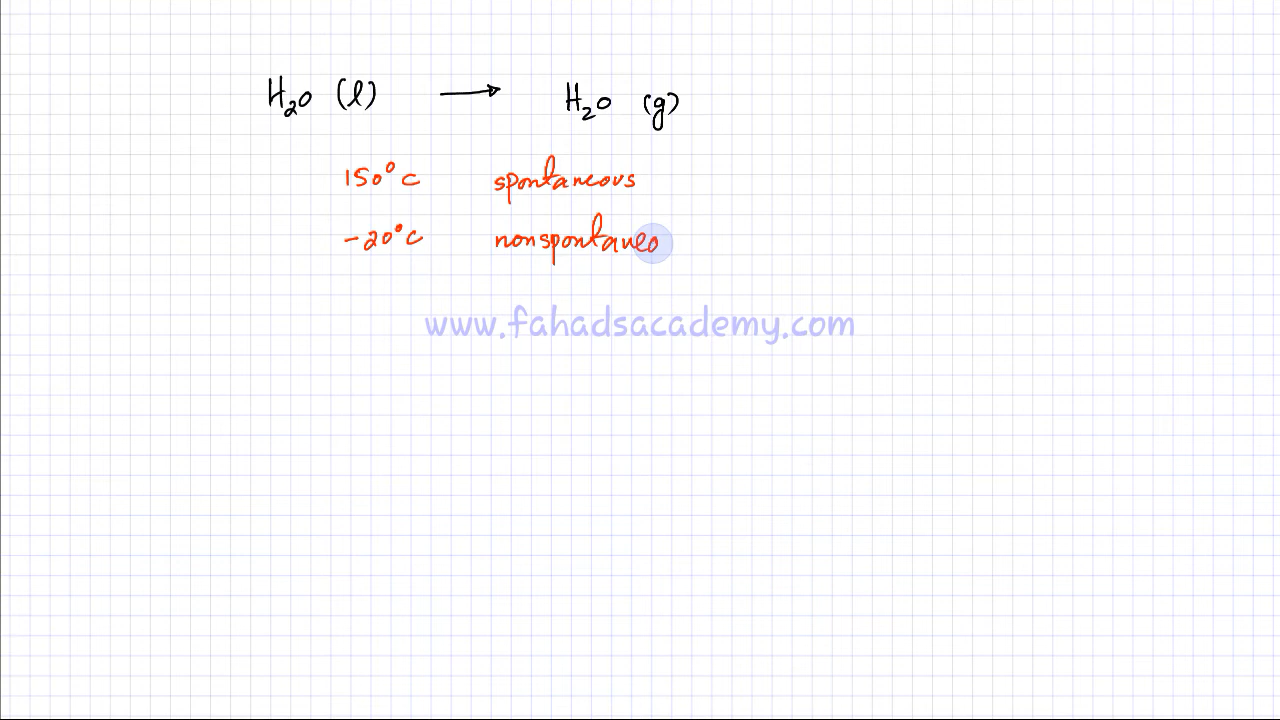 H₂O (l) → H₂O (g)
150°C spontaneous
-20°C nonspontaneo
www.fahadsacademy.com